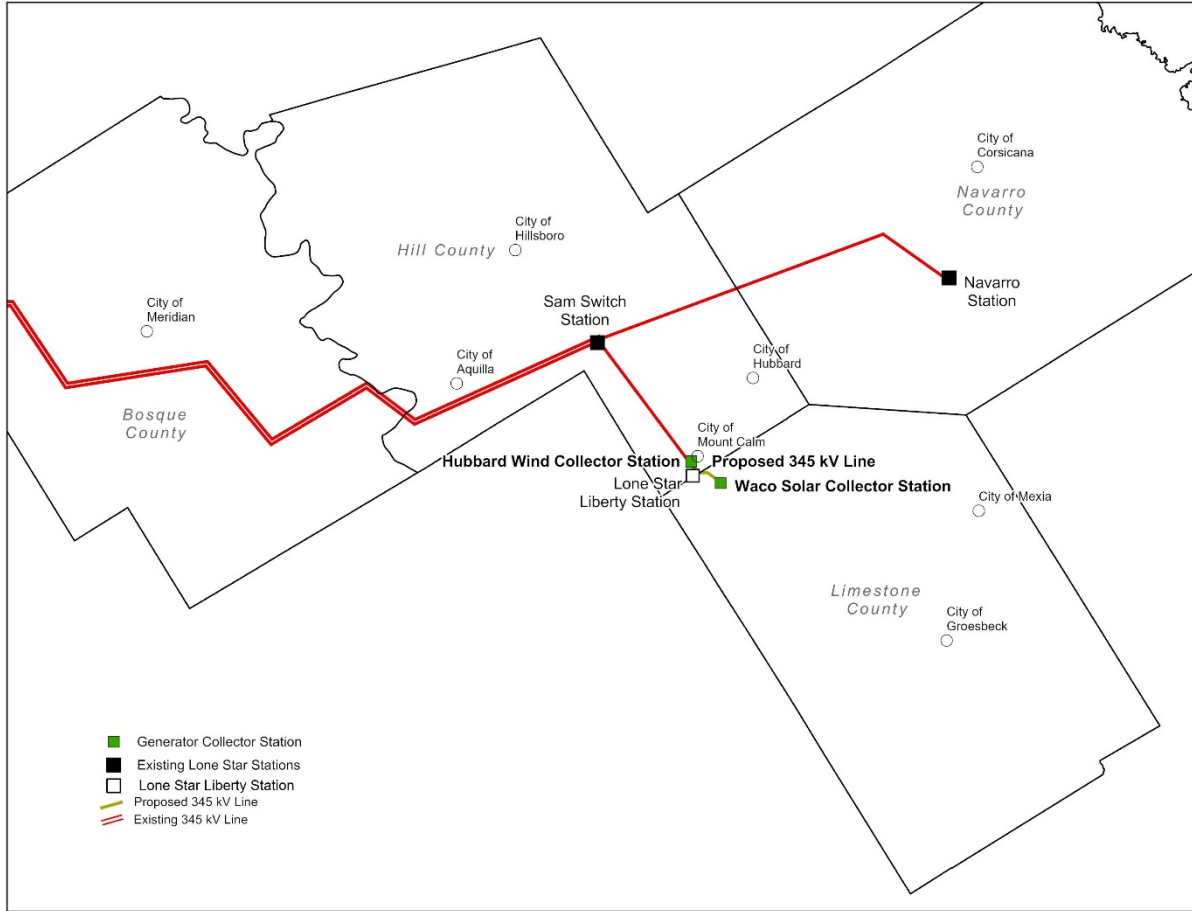 City of
Corsicana
Navarro
County
City of
Hillsboro
Hill County
Navarro
Station
Sam Switch
Station
City of
Meridian
City of
Hubbard
City of
Aquilla
Bosque
County
City of
Mount Calm
Hubbard Wind Collector Station
Proposed 345 kV Line
Lone Star
Liberty Station
Waco Solar Collector Station
City of Mexia
Limestone
County
City of
Groesbeck
Generator Collector Station
Existing Lone Star Stations
Lone Star Liberty Station
Proposed 345 kV Line
Existing 345 kV Line